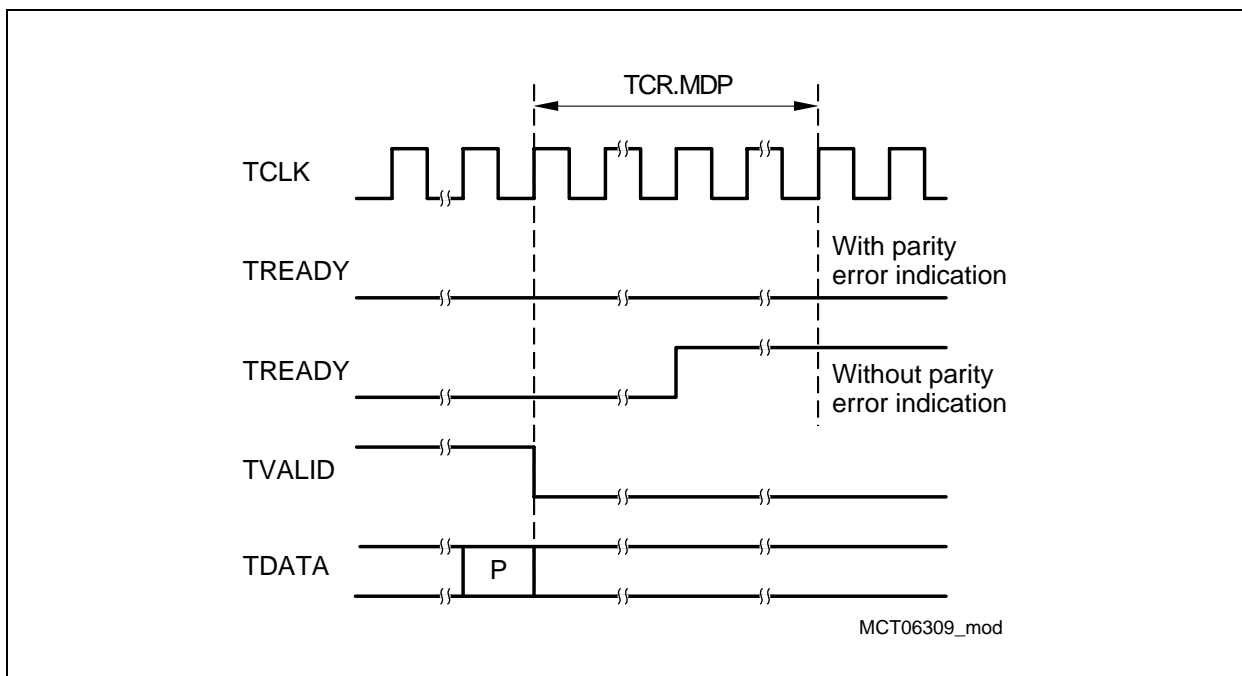 TCR.MDP
TCLK
TREADY
With parity
error indication
TREADY
Without parity
error indication
TVALID
TDATA
P
MCT06309_mod